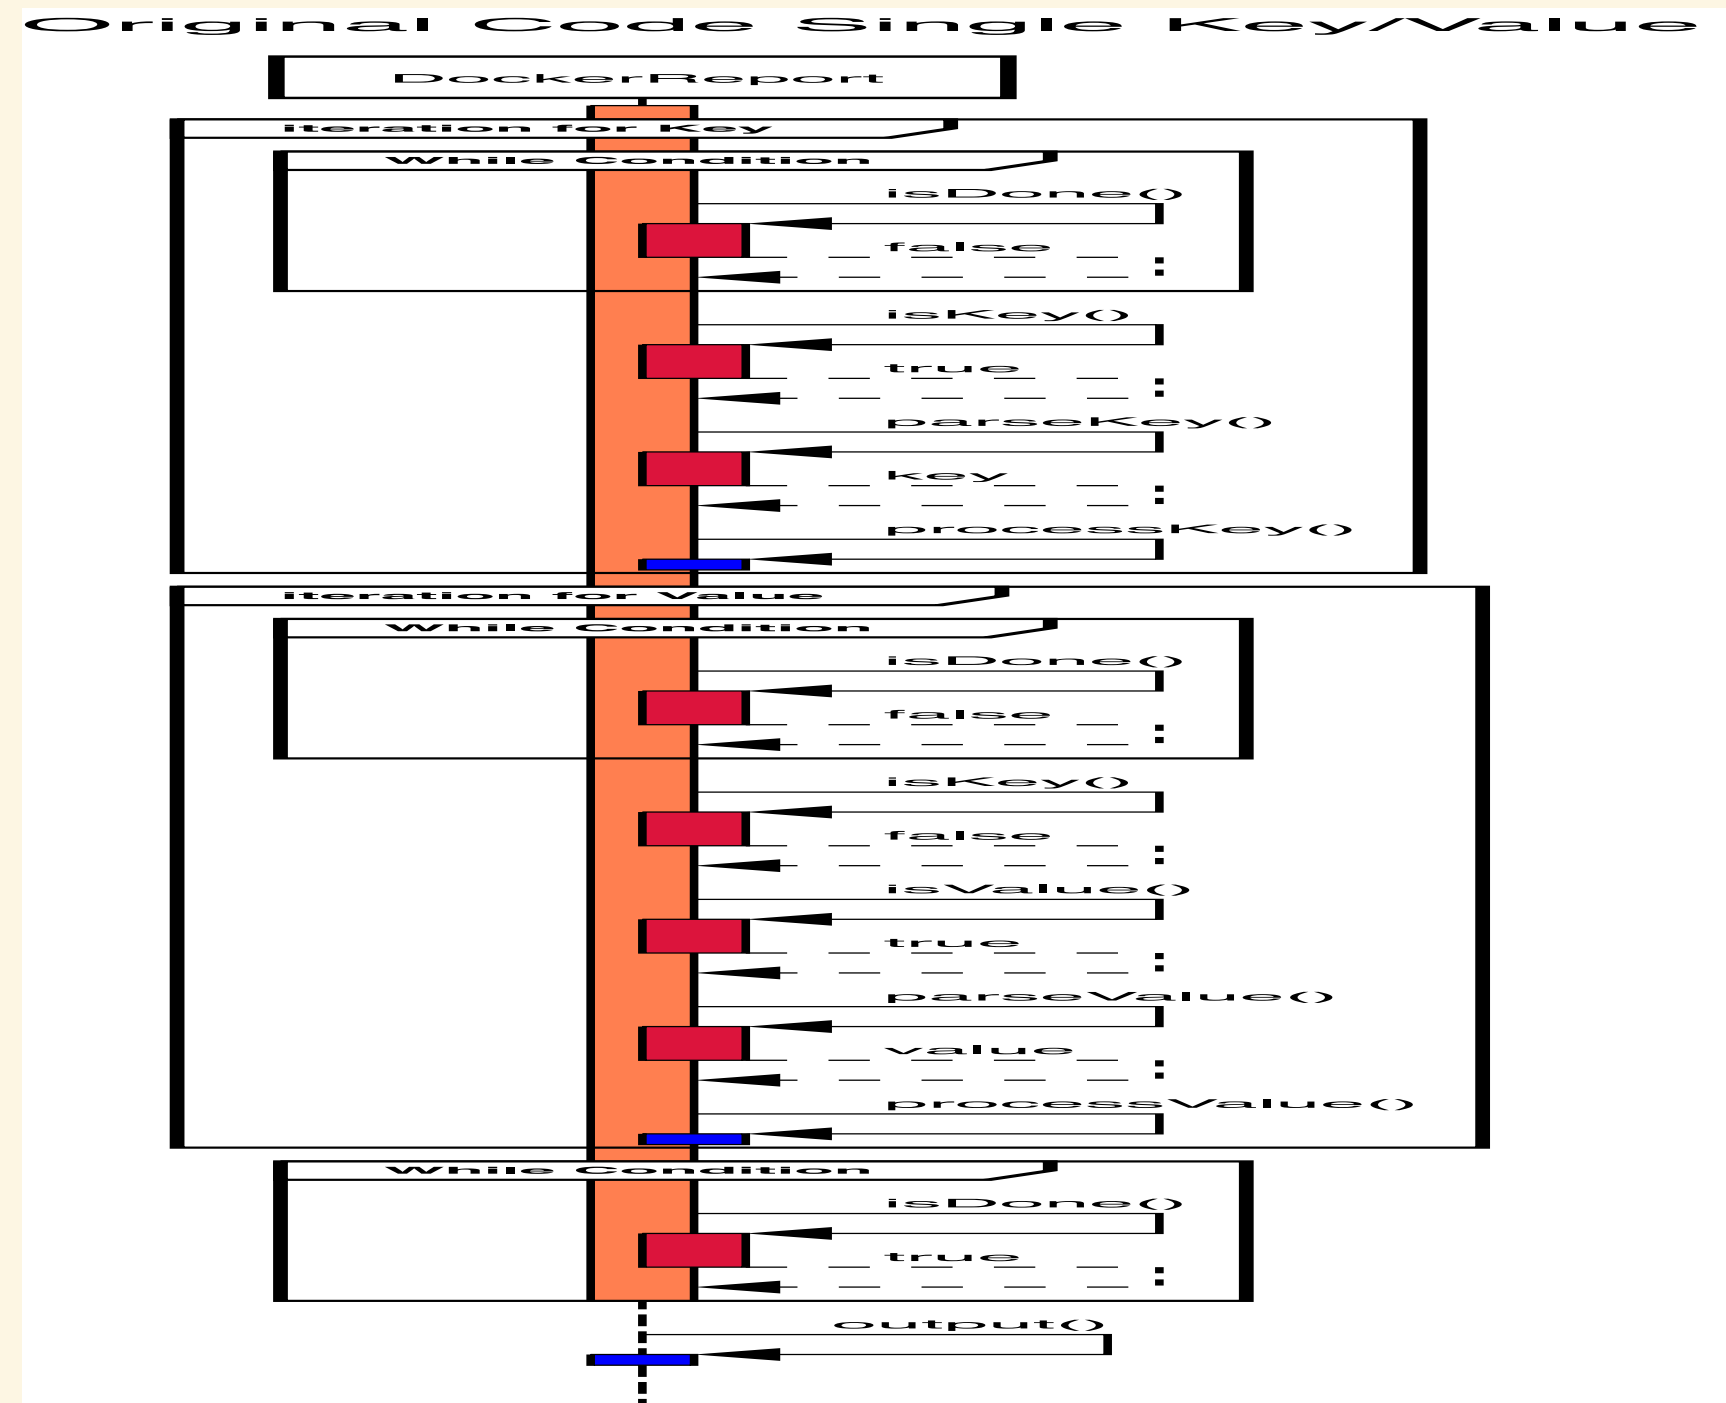 Original Code Single Key/Value
DockerReport
iteration for Key
While Condition
isDone()
false
isKey()
true
parseKey()
key
processKey()
iteration for Value
While Condition
isDone()
false
isKey()
false
isValue()
true
parseValue()
value
processValue()
While Condition
isDone()
true
output()